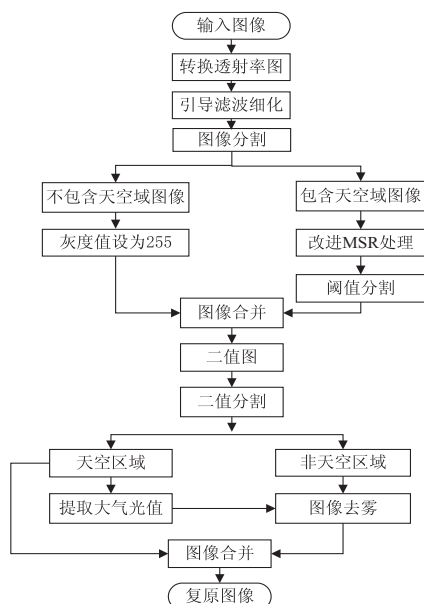 输入图像
转换透射率图
引导滤波细化
图像分割
不包含天空域图像
包含天空域图像
灰度值设为255
改进MSR处理
阈值分割
图像合并
二值图
二值分割
天空区域
非天空区域
提取大气光值
图像去雾
图像合并
复原图像